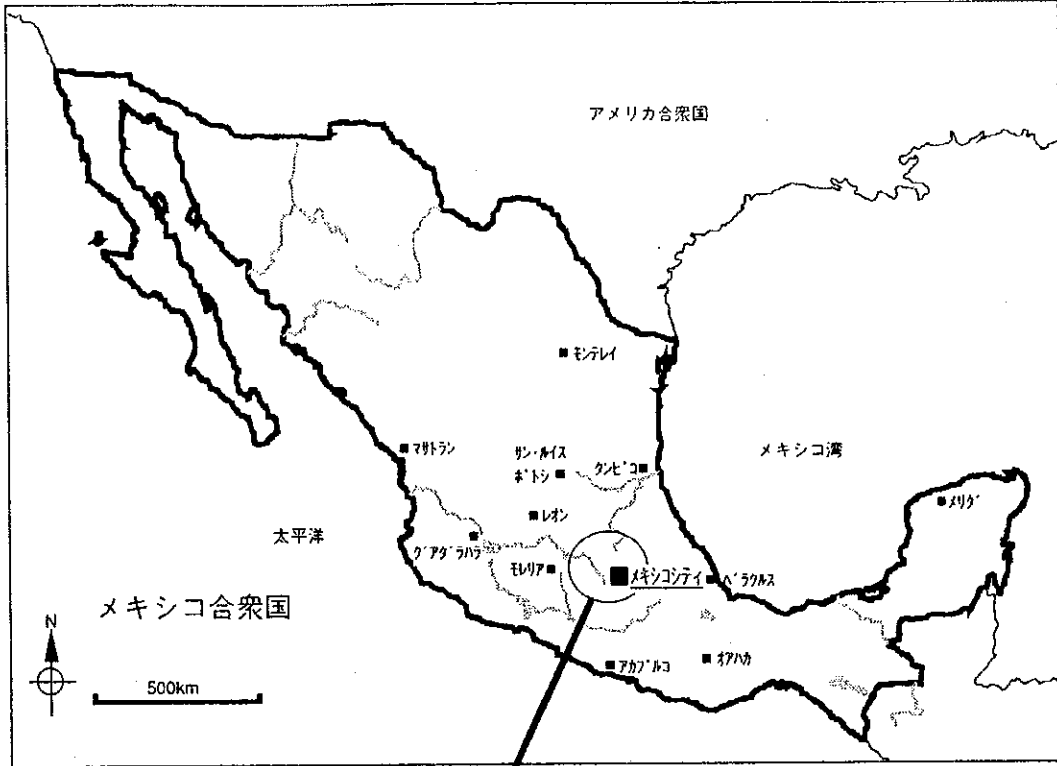 アメリカ合衆国
モンテレイ
マサトラン
サン・ルイス
ポトシ
タンピコ
メキシコ湾
メリダ
レオン
太平洋
グアダラハラ
モレリア
メキシコシティ
ベラクルス
メキシコ合衆国
N
アカプルコ
オアハカ
500km